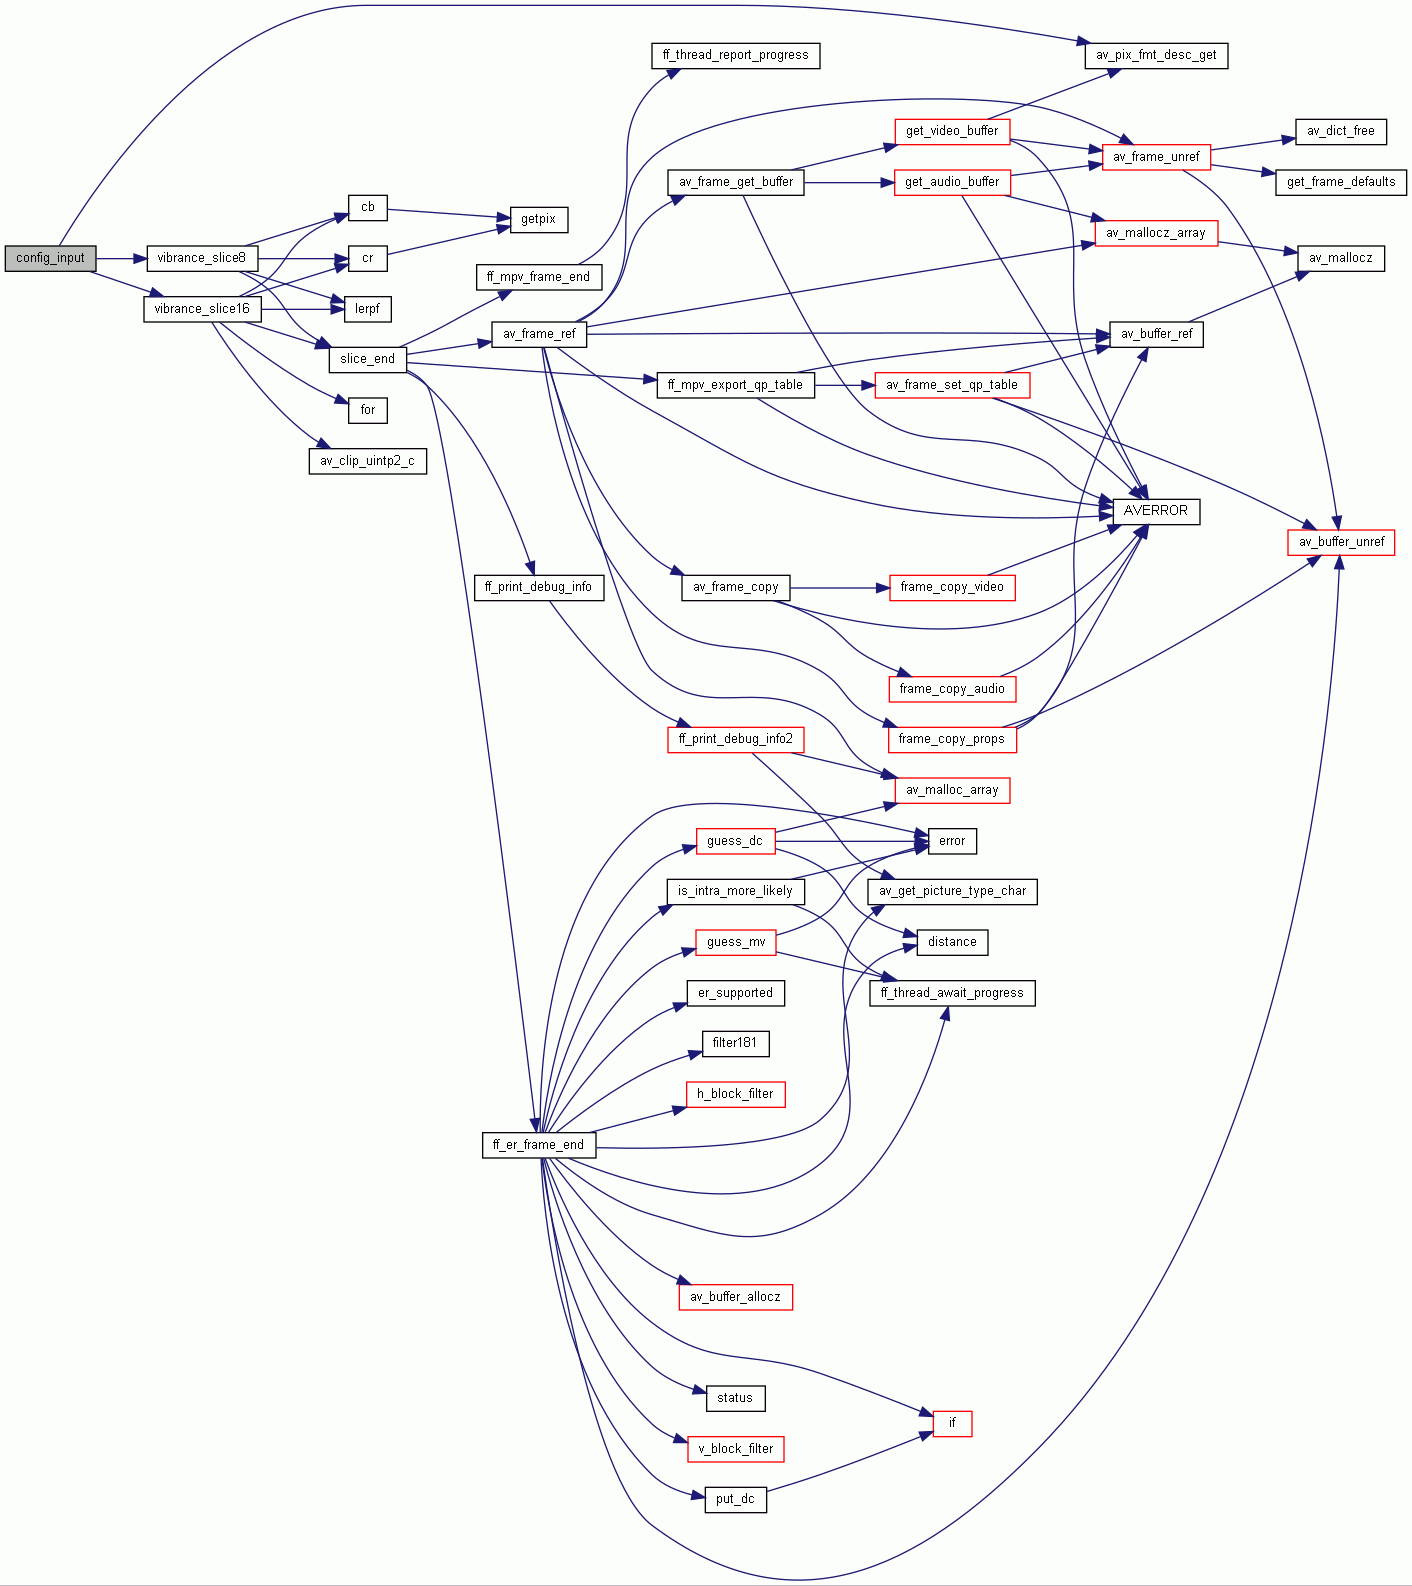 ff_thread_report_progress
av_pix_fmt_desc_get
get_video_buffer
av_dict_free
av_frame_unref
av_frame_get_buffer
get_audio_buffer
get_frame_defaults
cb
getpix
av_mallocz_array
config_input
vibrance_slice8
cr
av_mallocz
ff_mpv_frame_end
vibrance_slice16
lerpf
av_frame_ref
av_buffer_ref
slice_end
ff_mpv_export_qp_table
av_frame_set_qp_table
for
av_clip_uintp2_c
AVERROR
av_buffer_unref
ff_print_debug_info
av_frame_copy
frame_copy_video
frame_copy_audio
ff_print_debug_info2
frame_copy_props
av_malloc_array
guess_dc
error
is_intra_more_likely
av_get_picture_type_char
guess_mv
distance
er_supported
ff_thread_await_progress
filter181
h_block_filter
ff_er_frame_end
av_buffer_allocz
status
if
v_block_filter
put_dc